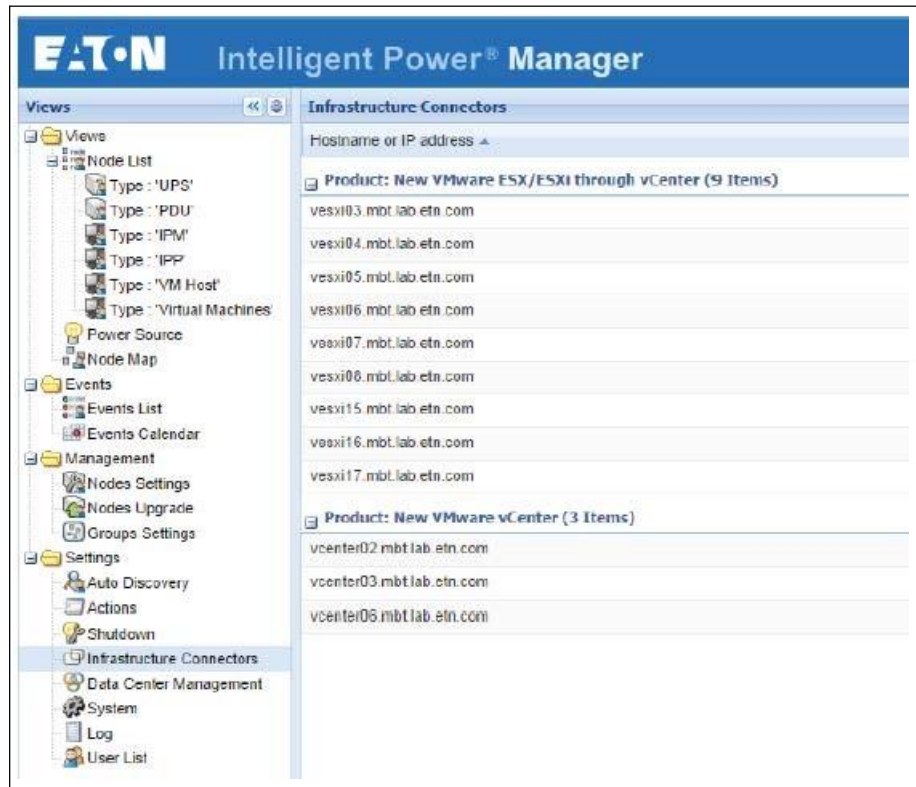 EATON Intelligent Power® Manager
Views
Views
Node List
Type : 'UPS'
Type : 'PDU'
Type : 'IPM'
Type : 'IPP'
Type : 'VM Host'
Type : 'Virtual Machines'
Power Source
Node Map
Events
Events List
Events Calendar
Management
Nodes Settings
Nodes Upgrade
Groups Settings
Settings
Auto Discovery
Actions
Shutdown
Infrastructure Connectors
Data Center Management
System
Log
User List
Infrastructure Connectors
Hostname or IP address
Product: New VMware ESX/ESXi through vCenter (9 Items)
vesxi03.mbt.lab.etn.com
vesxi04.mbt.lab.etn.com
vesxi05.mbt.lab.etn.com
vesxi06.mbt.lab.etn.com
vesxi07.mbt.lab.etn.com
vesxi08.mbt.lab.etn.com
vesxi15.mbt.lab.etn.com
vesxi16.mbt.lab.etn.com
vesxi17.mbt.lab.etn.com
Product: New VMware vCenter (3 Items)
vcenter02.mbt.lab.etn.com
vcenter03.mbt.lab.etn.com
vcenter06.mbt.lab.etn.com